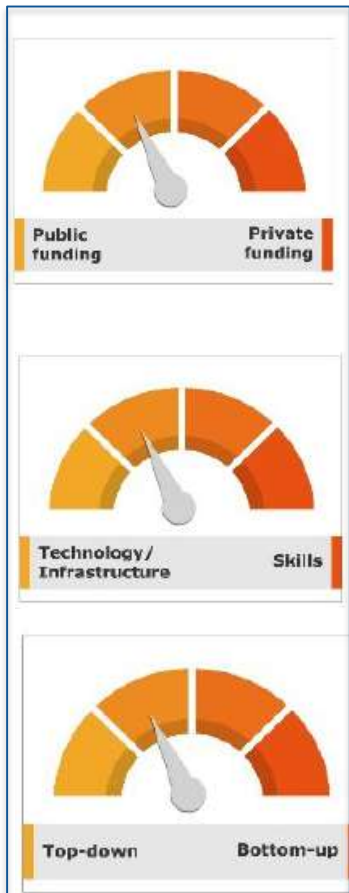 Public Private
funding funding
Technology/
Infrastructure Skills
Top-down Bottom-up